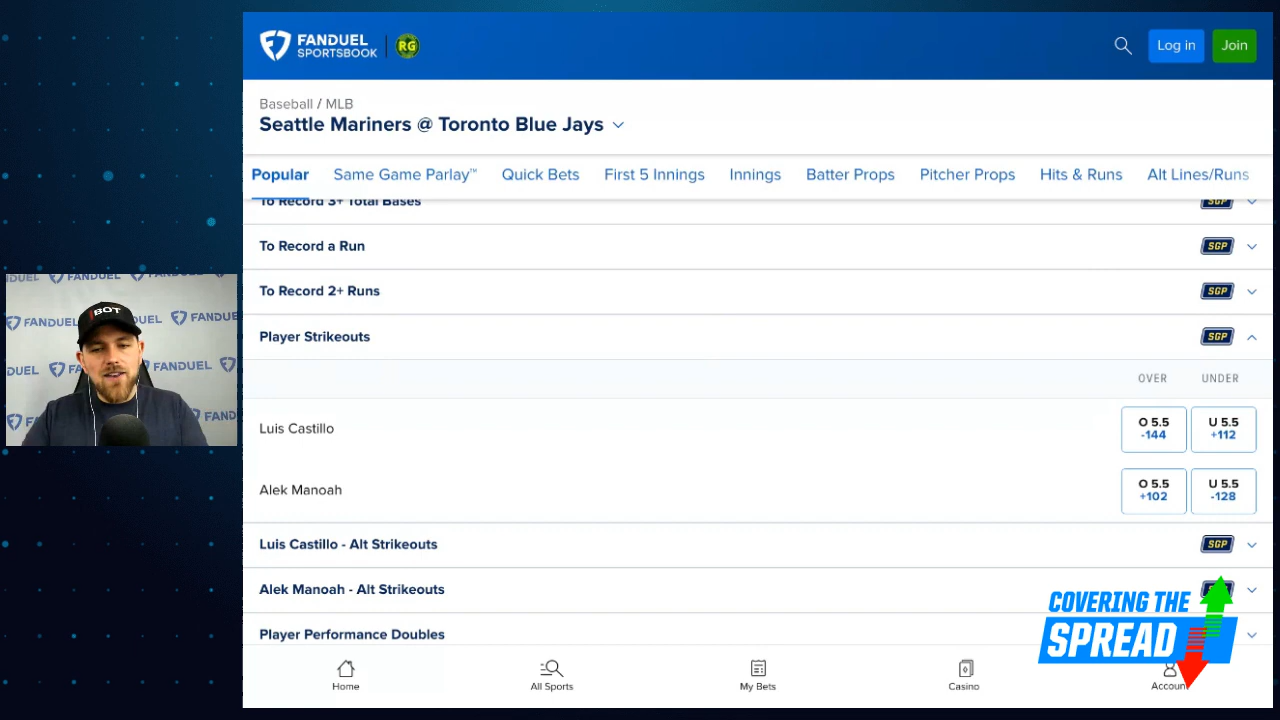 FANDUEL
SPORTSBOOK
RG
Log in
Join
Baseball / MLB
Seattle Mariners @ Toronto Blue Jays
Popular Same Game Parlay™ Quick Bets First 5 Innings Innings Batter Props Pitcher Props Hits & Runs Alt Lines/Runs
To Record 3+ Total Bases SGP
To Record a Run SGP
To Record 2+ Runs SGP
Player Strikeouts SGP
OVER UNDER
Luis Castillo
O 5.5 U 5.5
-144 +112
Alek Manoah
O 5.5 U 5.5
+102 -128
Luis Castillo - Alt Strikeouts SGP
Alek Manoah - Alt Strikeouts
Player Performance Doubles
COVERING THE
SPREAD
Home All Sports My Bets Casino Account
FANDUEL
BOT
FANDUEL
FANDUEL